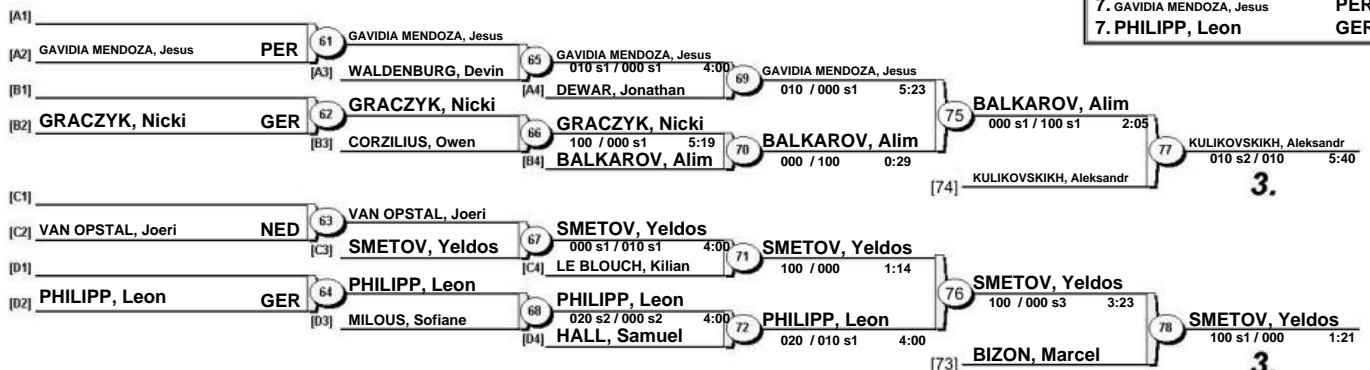 7. GAVIDIA MENDOZA, Jesus PER
7. PHILIPP, Leon GER
[A1]
[A2] GAVIDIA MENDOZA, Jesus PER
61
GAVIDIA MENDOZA, Jesus
[A3] WALDENBURG, Devin
65
GAVIDIA MENDOZA, Jesus
010 s1 / 000 s1 4:00
[A4] DEWAR, Jonathan
69
GAVIDIA MENDOZA, Jesus
010 / 000 s1 5:23
[B1]
[B2] GRACZYK, Nicki GER
62
GRACZYK, Nicki
[B3] CORZILIUS, Owen
66
GRACZYK, Nicki
100 / 000 s1 5:19
[B4] BALKAROV, Alim
70
BALKAROV, Alim
000 / 100 0:29
75
BALKAROV, Alim
000 s1 / 100 s1 2:05
[74] KULIKOVSKIKH, Aleksandr
77
KULIKOVSKIKH, Aleksandr
010 s2 / 010 5:40
3.
[C1]
[C2] VAN OPSTAL, Joeri NED
63
VAN OPSTAL, Joeri
[C3] SMETOV, Yeldos
67
SMETOV, Yeldos
000 s1 / 010 s1 4:00
[C4] LE BLOUCH, Kilian
71
SMETOV, Yeldos
100 / 000 1:14
[D1]
[D2] PHILIPP, Leon GER
64
PHILIPP, Leon
[D3] MILOUS, Sofiane
68
PHILIPP, Leon
020 s2 / 000 s2 4:00
[D4] HALL, Samuel
72
PHILIPP, Leon
020 / 010 s1 4:00
76
SMETOV, Yeldos
100 / 000 s3 3:23
[73] BIZON, Marcel
78
SMETOV, Yeldos
100 s1 / 000 1:21
3.